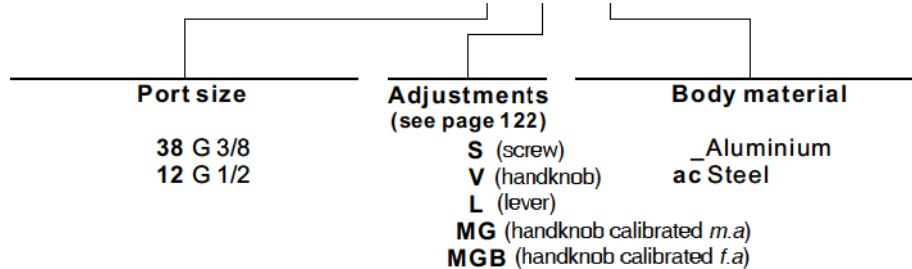 Port size
38 G 3/8
12 G 1/2
Adjustments
(see page 122)
S (screw)
V (handknob)
L (lever)
MG (handknob calibrated m.a)
MGB (handknob calibrated f.a)
Body material
_Aluminium
ac Steel